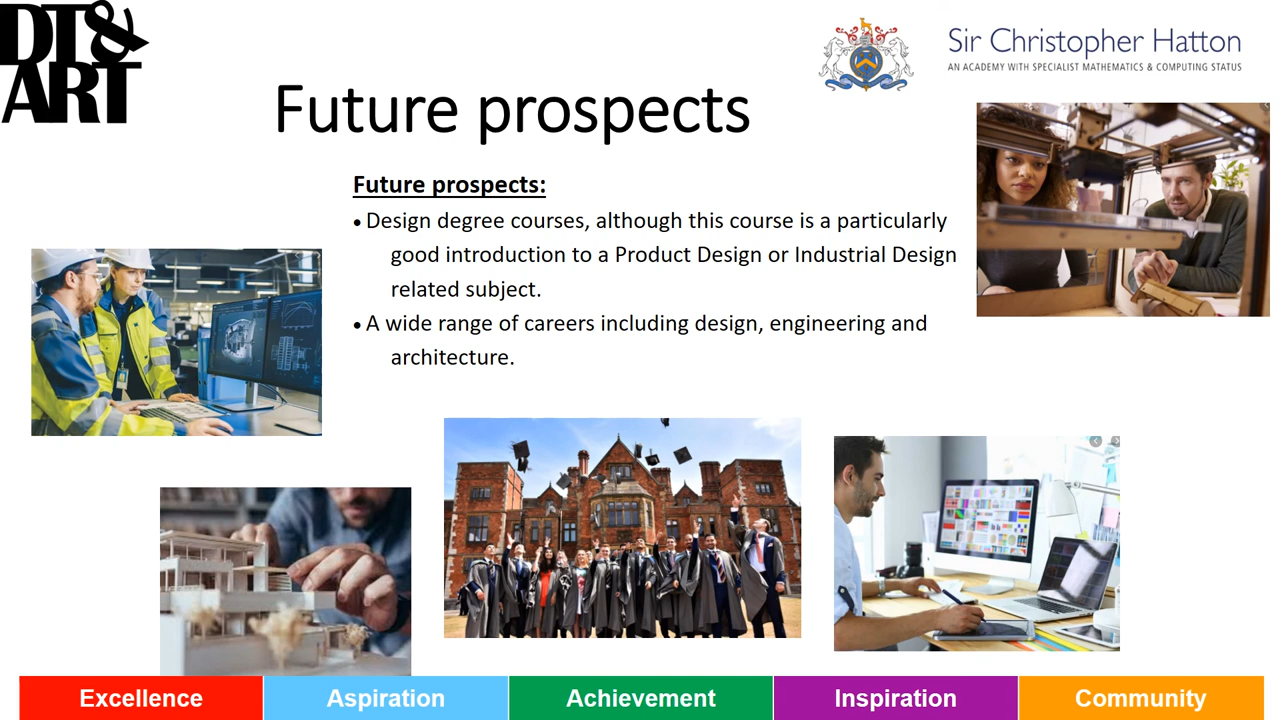 DT&
ART
Sir Christopher Hatton
AN ACADEMY WITH SPECIALIST MATHEMATICS & COMPUTING STATUS
Future prospects
Future prospects:
• Design degree courses, although this course is a particularly
good introduction to a Product Design or Industrial Design
related subject.
• A wide range of careers including design, engineering and
architecture.
Excellence
Aspiration
Achievement
Inspiration
Community